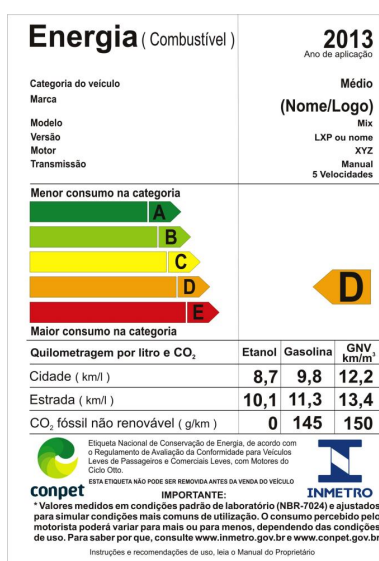 Energia ( Combustível ) 2013
Ano de aplicação
Categoria do veículo Médio
Marca (Nome/Logo)
Modelo Mix
Versão LXP ou nome
Motor XYZ
Transmissão Manual
5 Velocidades
Menor consumo na categoria
A
B
C
D D
E
Maior consumo na categoria
Quilometragem por litro e CO₂ Etanol Gasolina GNV km/m³
Cidade ( km/l ) 8,7 9,8 12,2
Estrada ( km/l ) 10,1 11,3 13,4
CO₂ fóssil não renovável ( g/km ) 0 145 150
Etiqueta Nacional de Conservação de Energia, de acordo com
o Regulamento de Avaliação da Conformidade para Veículos
Leves de Passageiros e Comerciais Leves, com Motores do
Ciclo Otto.
ESTA ETIQUETA NÃO PODE SER REMOVIDA ANTES DA VENDA DO VEÍCULO
conpet
INMETRO
IMPORTANTE:
* Valores medidos em condições padrão de laboratório (NBR-7024) e ajustados
para simular condições mais comuns de utilização. O consumo percebido pelo
motorista poderá variar para mais ou para menos, dependendo das condições
de uso. Para saber por que, consulte www.inmetro.gov.br e www.conpet.gov.br
Instruções e recomendações de uso, leia o Manual do Proprietário